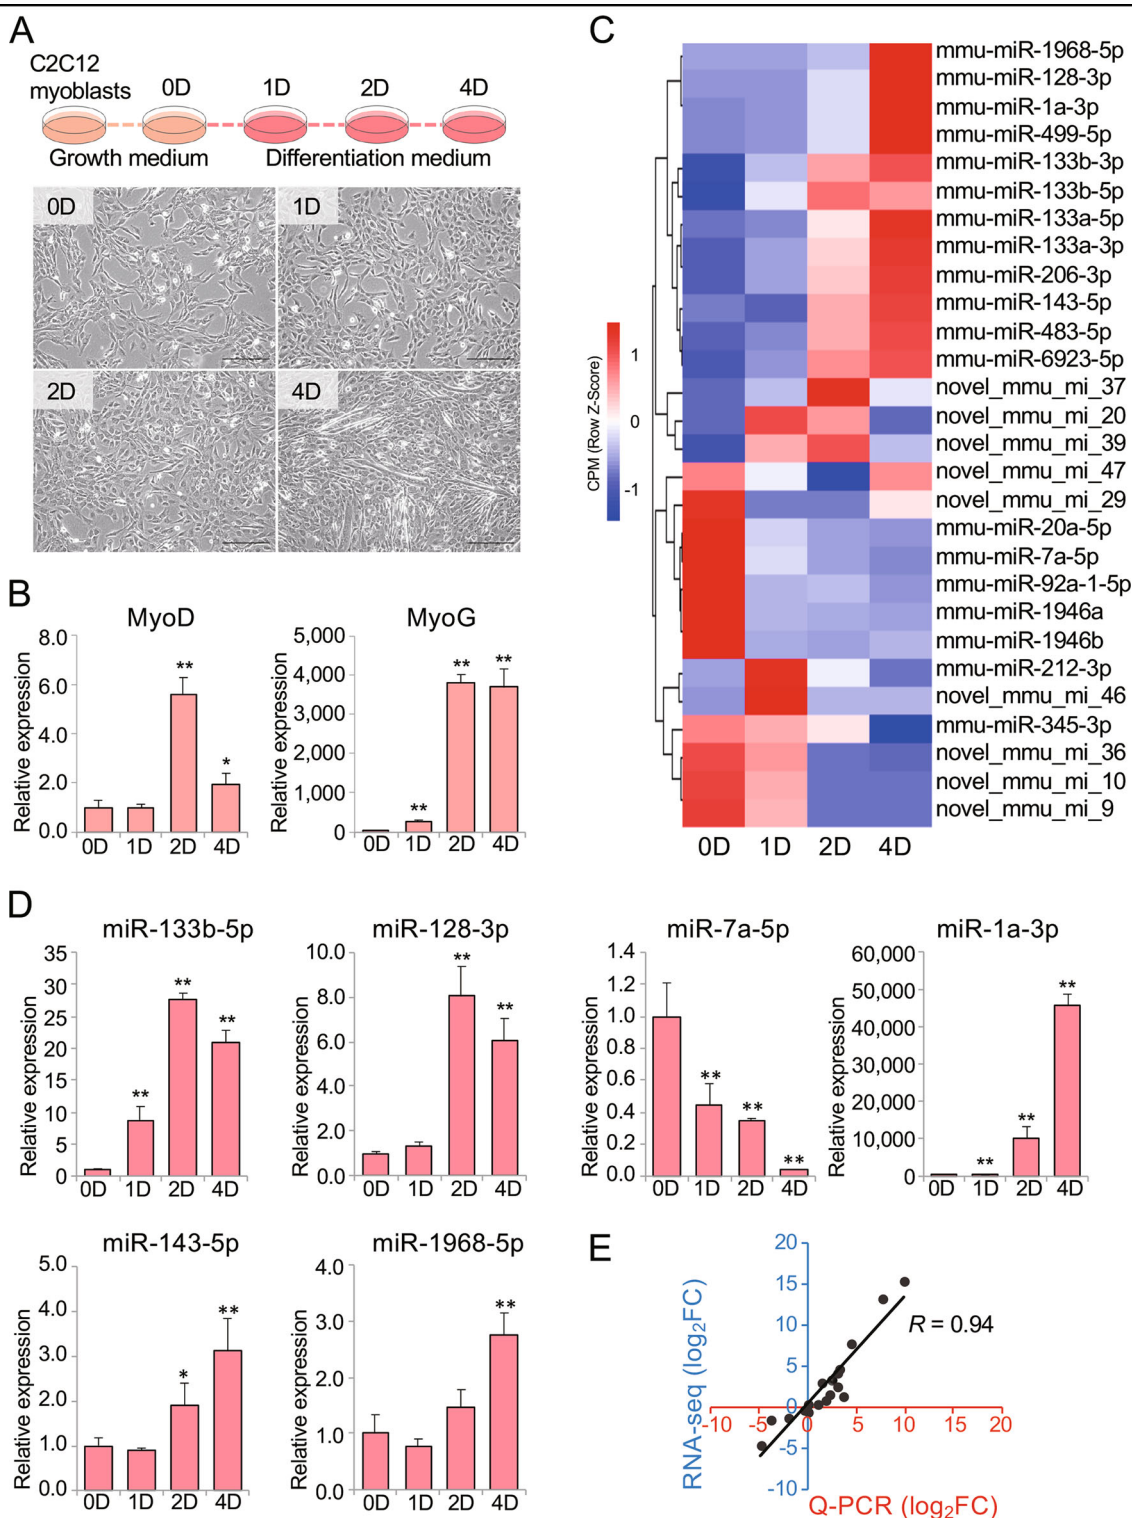 A
C2C12
myoblasts
0D
1D
2D
4D
Growth medium
Differentiation medium
0D
1D
2D
4D
B
MyoD
Relative expression
8.0
6.0
4.0
2.0
0.0
**
*
0D 1D 2D 4D
MyoG
Relative expression
5,000
4,000
3,000
2,000
1,000
0
**
**
**
0D 1D 2D 4D
C
CPM (Row Z-Score)
1
0
-1
mmu-miR-1968-5p
mmu-miR-128-3p
mmu-miR-1a-3p
mmu-miR-499-5p
mmu-miR-133b-3p
mmu-miR-133b-5p
mmu-miR-133a-5p
mmu-miR-133a-3p
mmu-miR-206-3p
mmu-miR-143-5p
mmu-miR-483-5p
mmu-miR-6923-5p
novel_mmu_mi_37
novel_mmu_mi_20
novel_mmu_mi_39
novel_mmu_mi_47
novel_mmu_mi_29
mmu-miR-20a-5p
mmu-miR-7a-5p
mmu-miR-92a-1-5p
mmu-miR-1946a
mmu-miR-1946b
mmu-miR-212-3p
novel_mmu_mi_46
mmu-miR-345-3p
novel_mmu_mi_36
novel_mmu_mi_10
novel_mmu_mi_9
0D 1D 2D 4D
D
miR-133b-5p
Relative expression
35
30
25
20
15
10
5
0
**
**
**
0D 1D 2D 4D
miR-128-3p
Relative expression
10.0
8.0
6.0
4.0
2.0
0.0
**
**
0D 1D 2D 4D
miR-7a-5p
Relative expression
1.4
1.2
1.0
0.8
0.6
0.4
0.2
0.0
**
**
**
0D 1D 2D 4D
miR-1a-3p
Relative expression
60,000
50,000
40,000
30,000
20,000
10,000
0
**
**
**
0D 1D 2D 4D
miR-143-5p
Relative expression
5.0
4.0
3.0
2.0
1.0
0.0
*
**
0D 1D 2D 4D
miR-1968-5p
Relative expression
4.0
3.0
2.0
1.0
0.0
**
0D 1D 2D 4D
E
RNA-seq (log₂FC)
20
15
10
5
0
-5
-10
-10 -5 0 5 10 15 20
R = 0.94
Q-PCR (log₂FC)